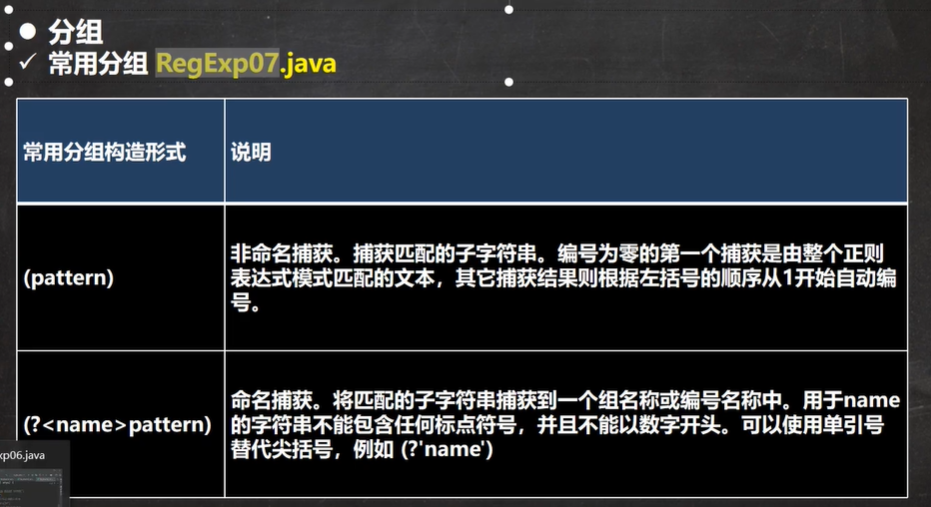 分组
常用分组 RegExp07.java
常用分组构造形式
说明
(pattern)
非命名捕获。捕获匹配的子字符串。编号为零的第一个捕获是由整个正则
表达式模式匹配的文本，其它捕获结果则根据左括号的顺序从1开始自动编
号。
(?<name>pattern)
命名捕获。将匹配的子字符串捕获到一个组名称或编号名称中。用于name
的字符串不能包含任何标点符号，并且不能以数字开头。可以使用单引号
替代尖括号，例如 (?'name')
xp06.java